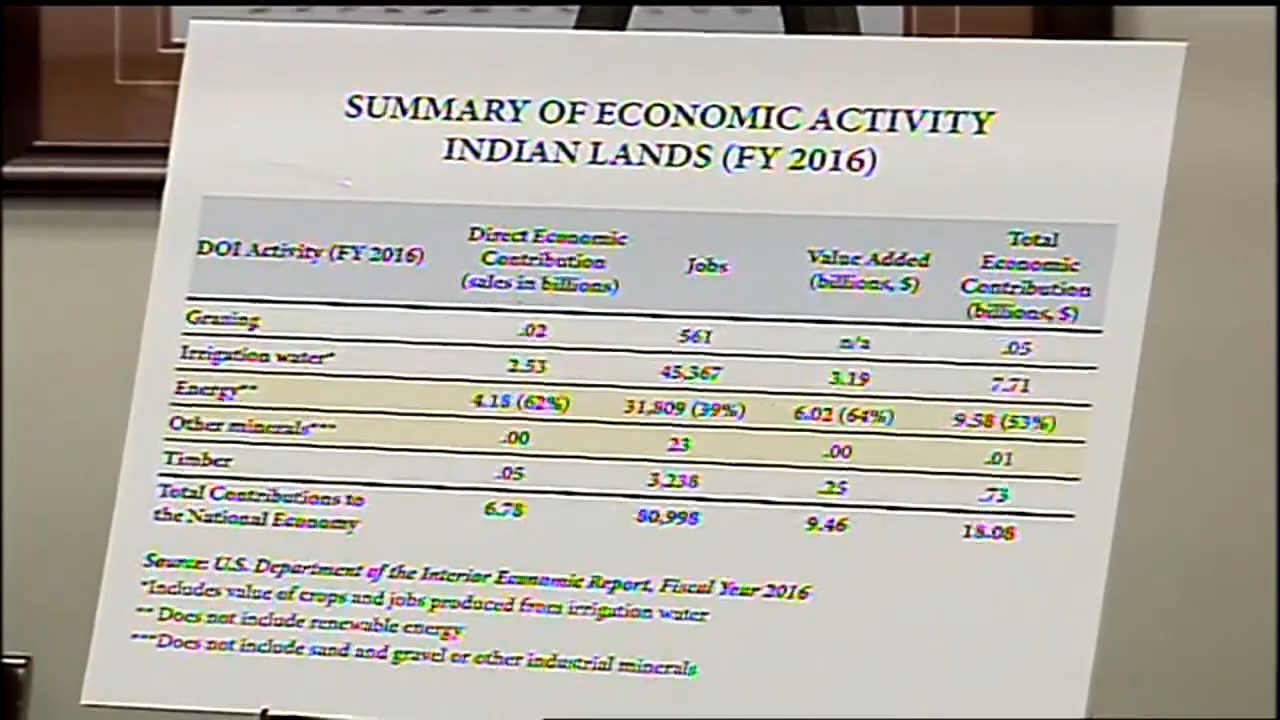 SUMMARY OF ECONOMIC ACTIVITY
INDIAN LANDS (FY 2016)
DOI Activity (FY 2016) Direct Economic Contribution (sales in billions) Jobs Value Added (billions, $) Total Economic Contribution (billions, $)
Grazing .02 561 n/a .05
Irrigation water* 2.53 45,367 3.19 7.71
Energy** 4.18 (62%) 31,809 (39%) 6.02 (64%) 9.58 (53%)
Other minerals*** .00 23 .00 .01
Timber .05 3,238 .25 .73
Total Contributions to
the National Economy 6.78 80,998 9.46 18.08
Source: U.S. Department of the Interior Economic Report, Fiscal Year 2016
*Includes value of crops and jobs produced from irrigation water
** Does not include renewable energy
***Does not include sand and gravel or other industrial minerals